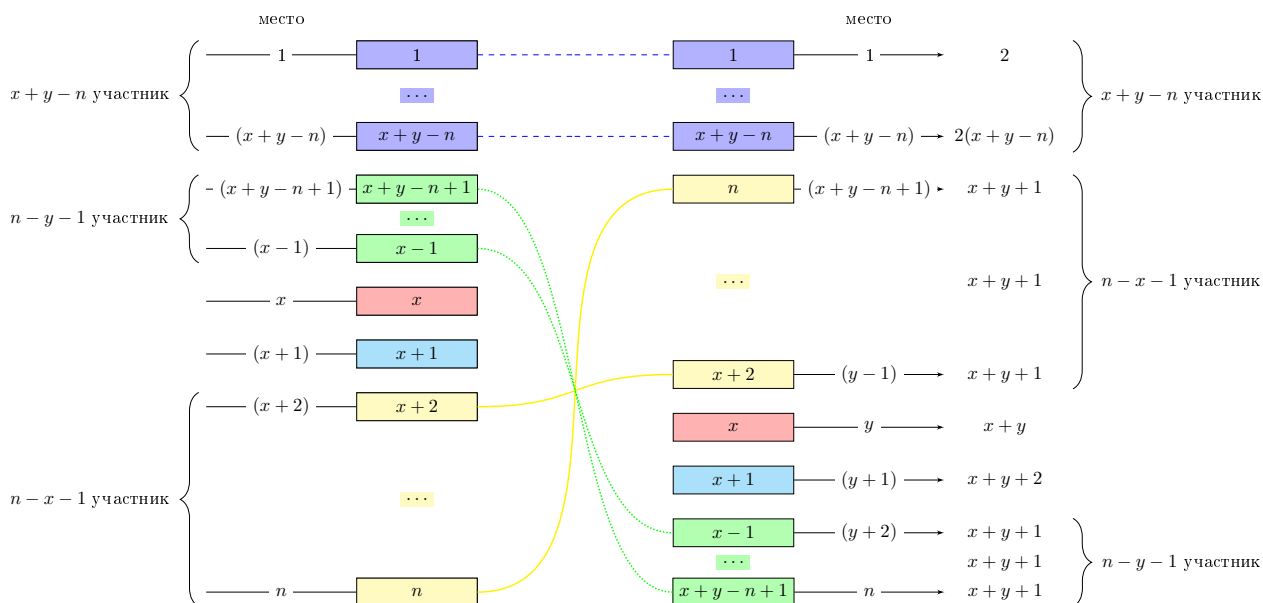 место место
1 1 1 1 2
x + y − n участник ⋯ ⋯ x + y − n участник
(x + y − n) x + y − n x + y − n (x + y − n) 2(x + y − n)
(x + y − n + 1) x + y − n + 1 n (x + y − n + 1) x + y + 1
n − y − 1 участник ⋯
(x − 1) x − 1
⋯ x + y + 1 n − x − 1 участник
x x
(x + 1) x + 1
x + 2 (y − 1) x + y + 1
(x + 2) x + 2
x y x + y
x + 1 (y + 1) x + y + 2
n − x − 1 участник ⋯
x − 1 (y + 2) x + y + 1
⋯ x + y + 1 n − y − 1 участник
n n x + y − n + 1 n x + y + 1